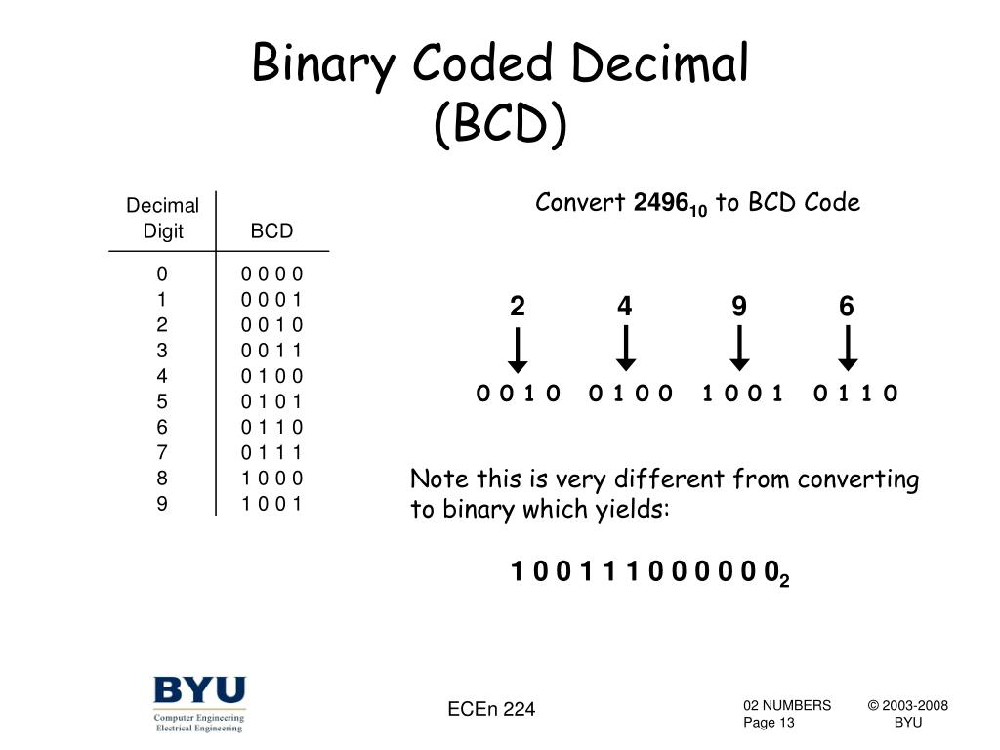 Binary Coded Decimal
(BCD)
Decimal
Digit BCD
0 0 0 0 0
1 0 0 0 1
2 0 0 1 0
3 0 0 1 1
4 0 1 0 0
5 0 1 0 1
6 0 1 1 0
7 0 1 1 1
8 1 0 0 0
9 1 0 0 1
Convert 2496₁₀ to BCD Code
2 4 9 6
0 0 1 0 0 1 0 0 1 0 0 1 0 1 1 0
Note this is very different from converting
to binary which yields:
1 0 0 1 1 1 0 0 0 0 0 0₂
BYU
Computer Engineering
Electrical Engineering
ECEn 224
02 NUMBERS
Page 13
© 2003-2008
BYU